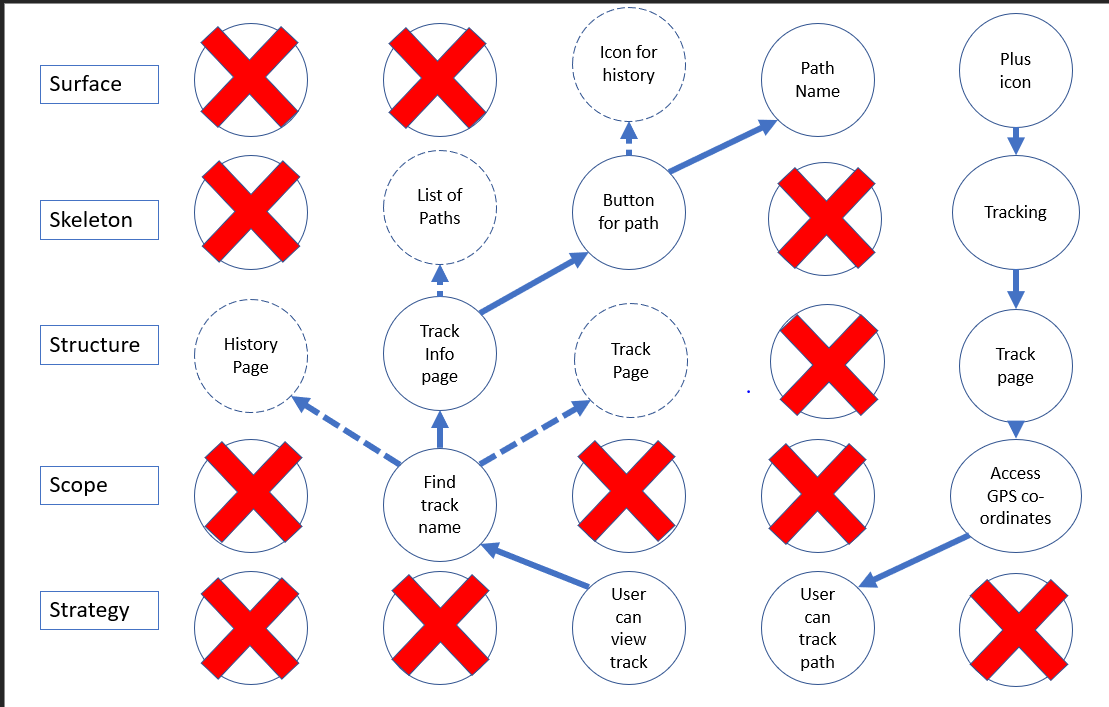 Surface
Icon for
history
Path
Name
Plus
icon
Skeleton
List of
Paths
Button
for path
Tracking
Structure
History
Page
Track
Info
page
Track
Page
Track
page
Scope
Find
track
name
Access
GPS co-
ordinates
Strategy
User
can
view
track
User
can
track
path